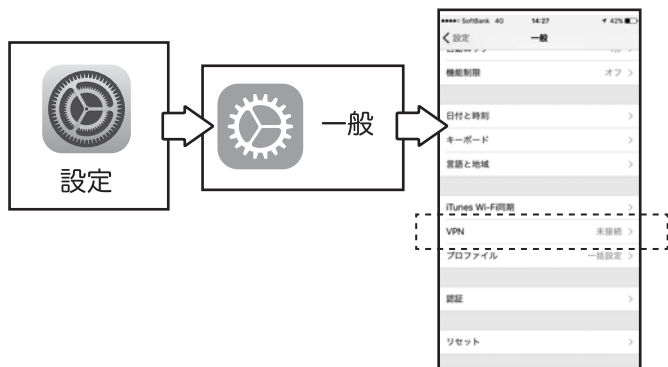 設定
一般
SoftBank 4G 14:27 42%
設定 一般
機能制限 オフ
日付と時刻
キーボード
言語と地域
iTunes Wi-Fi同期
VPN 未接続
プロファイル 一括設定
認証
リセット